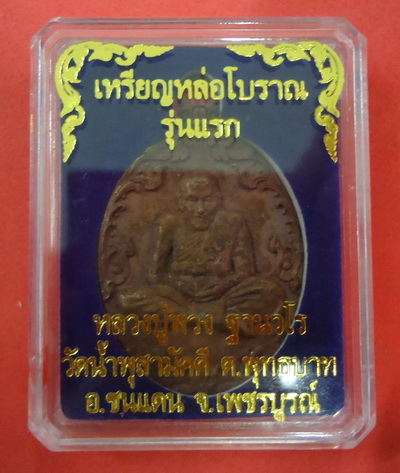 เหรียญหล่อโบราณ
รุ่นแรก
หลวงปู่พวง ฐานวโร
วัดน้ำพุสามัคคี ต.พุทธบาท
อ.ชนแดน จ.เพชรบูรณ์